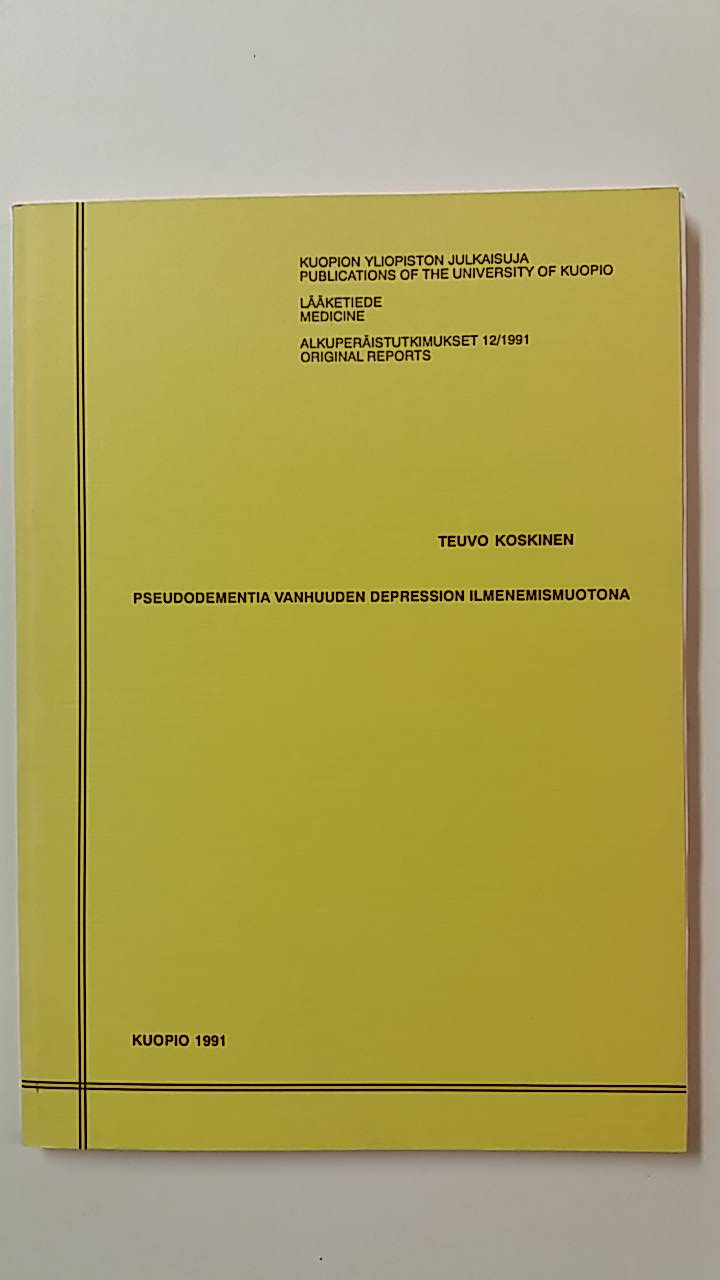 KUOPION YLIOPISTON JULKAISUJA
PUBLICATIONS OF THE UNIVERSITY OF KUOPIO
LÄÄKETIEDE
MEDICINE
ALKUPERÄISTUTKIMUKSET 12/1991
ORIGINAL REPORTS
TEUVO KOSKINEN
PSEUDODEMENTIA VANHUUDEN DEPRESSION ILMENEMISMUOTONA
KUOPIO 1991